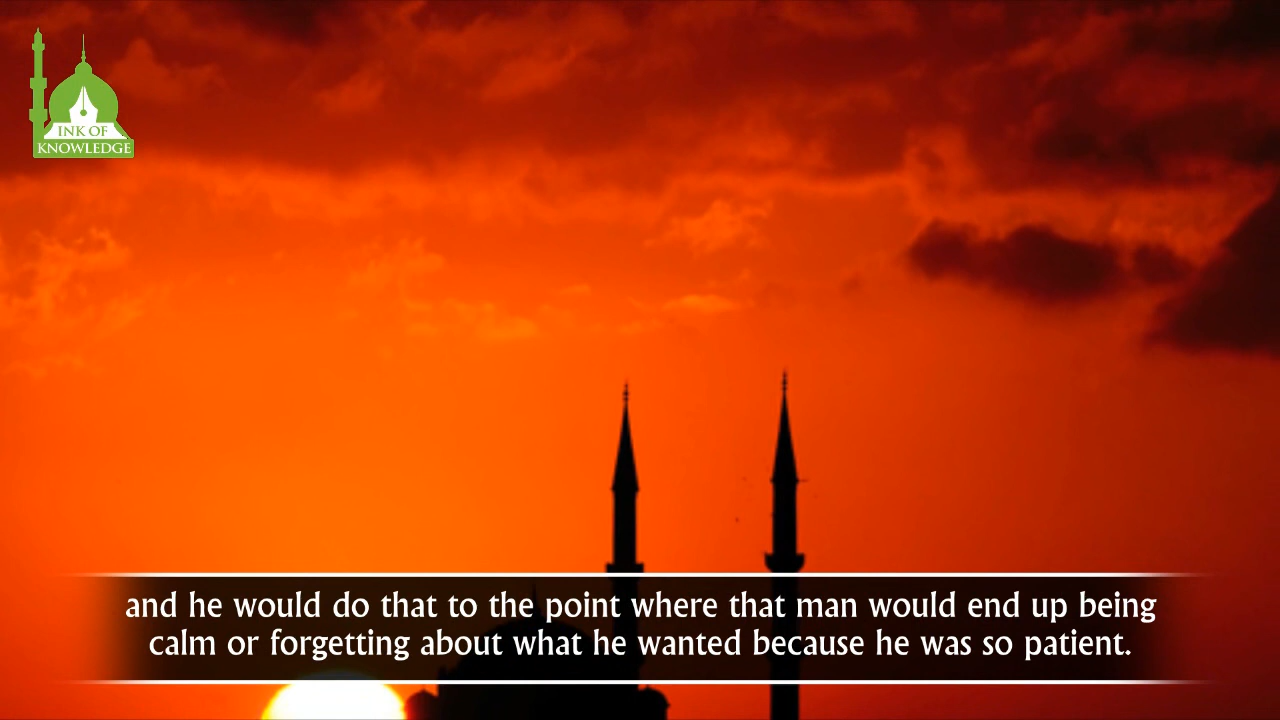 INK OF
KNOWLEDGE
and he would do that to the point where that man would end up being
calm or forgetting about what he wanted because he was so patient.